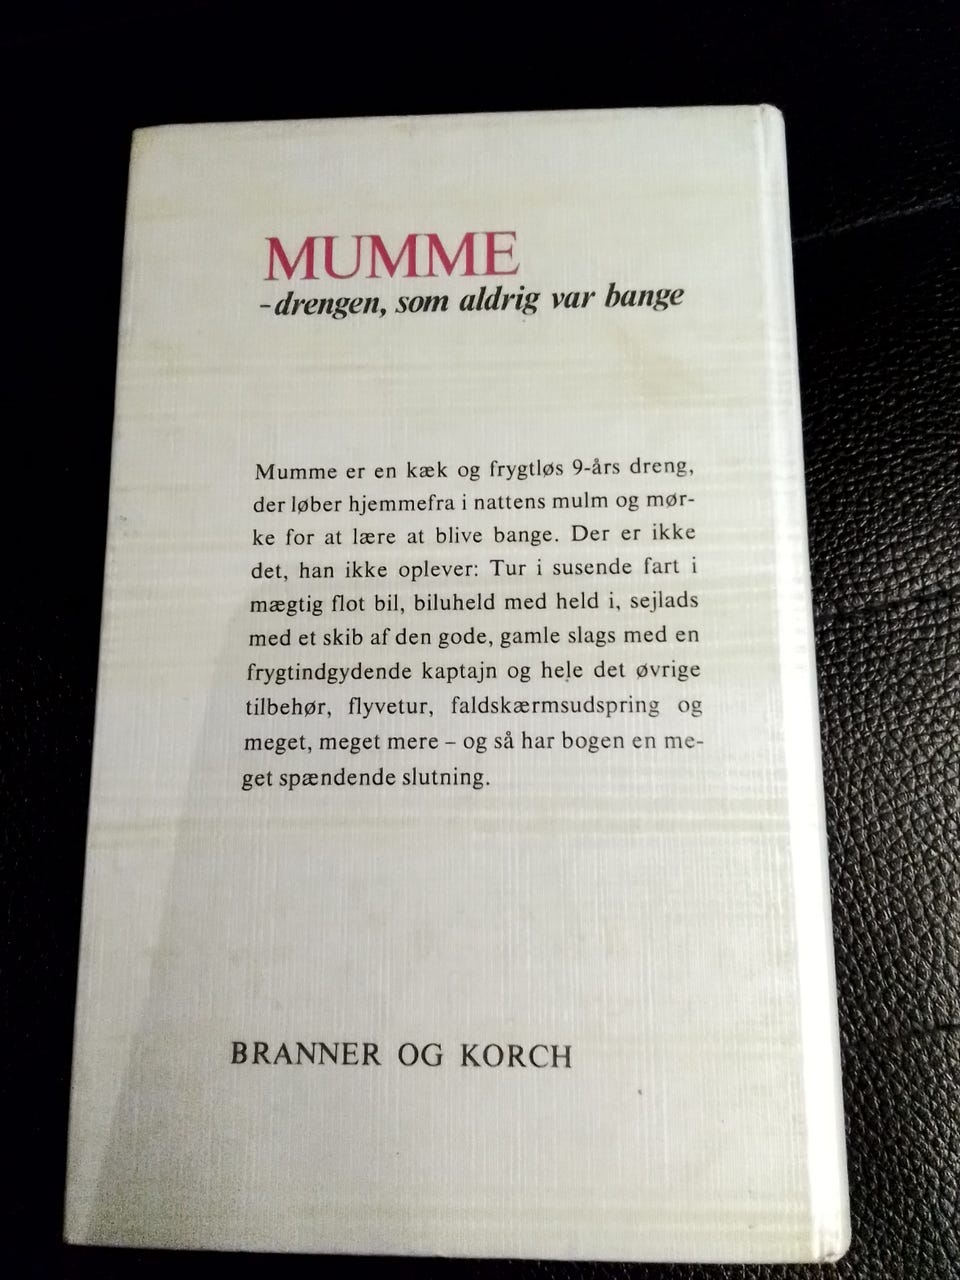 MUMME
-drengen, som aldrig var bange
Mumme er en kæk og frygtløs 9-års dreng,
der løber hjemmefra i nattens mulm og mør-
ke for at lære at blive bange. Der er ikke
det, han ikke oplever: Tur i susende fart i
mægtig flot bil, biluheld med held i, sejlads
med et skib af den gode, gamle slags med en
frygtindgydende kaptajn og hele det øvrige
tilbehør, flyvetur, faldskærmsudspring og
meget, meget mere – og så har bogen en me-
get spændende slutning.
BRANNER OG KORCH